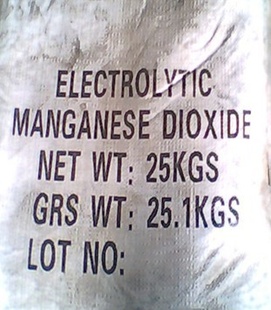 ELECTROLYTIC
MANGANESE DIOXIDE
NET WT: 25KGS
GRS WT: 25.1KGS
LOT NO: